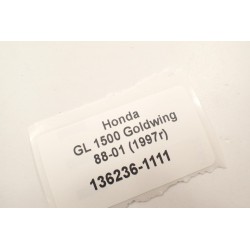 Honda
GL 1500 Goldwing
88-01 (1997r)
136236-1111